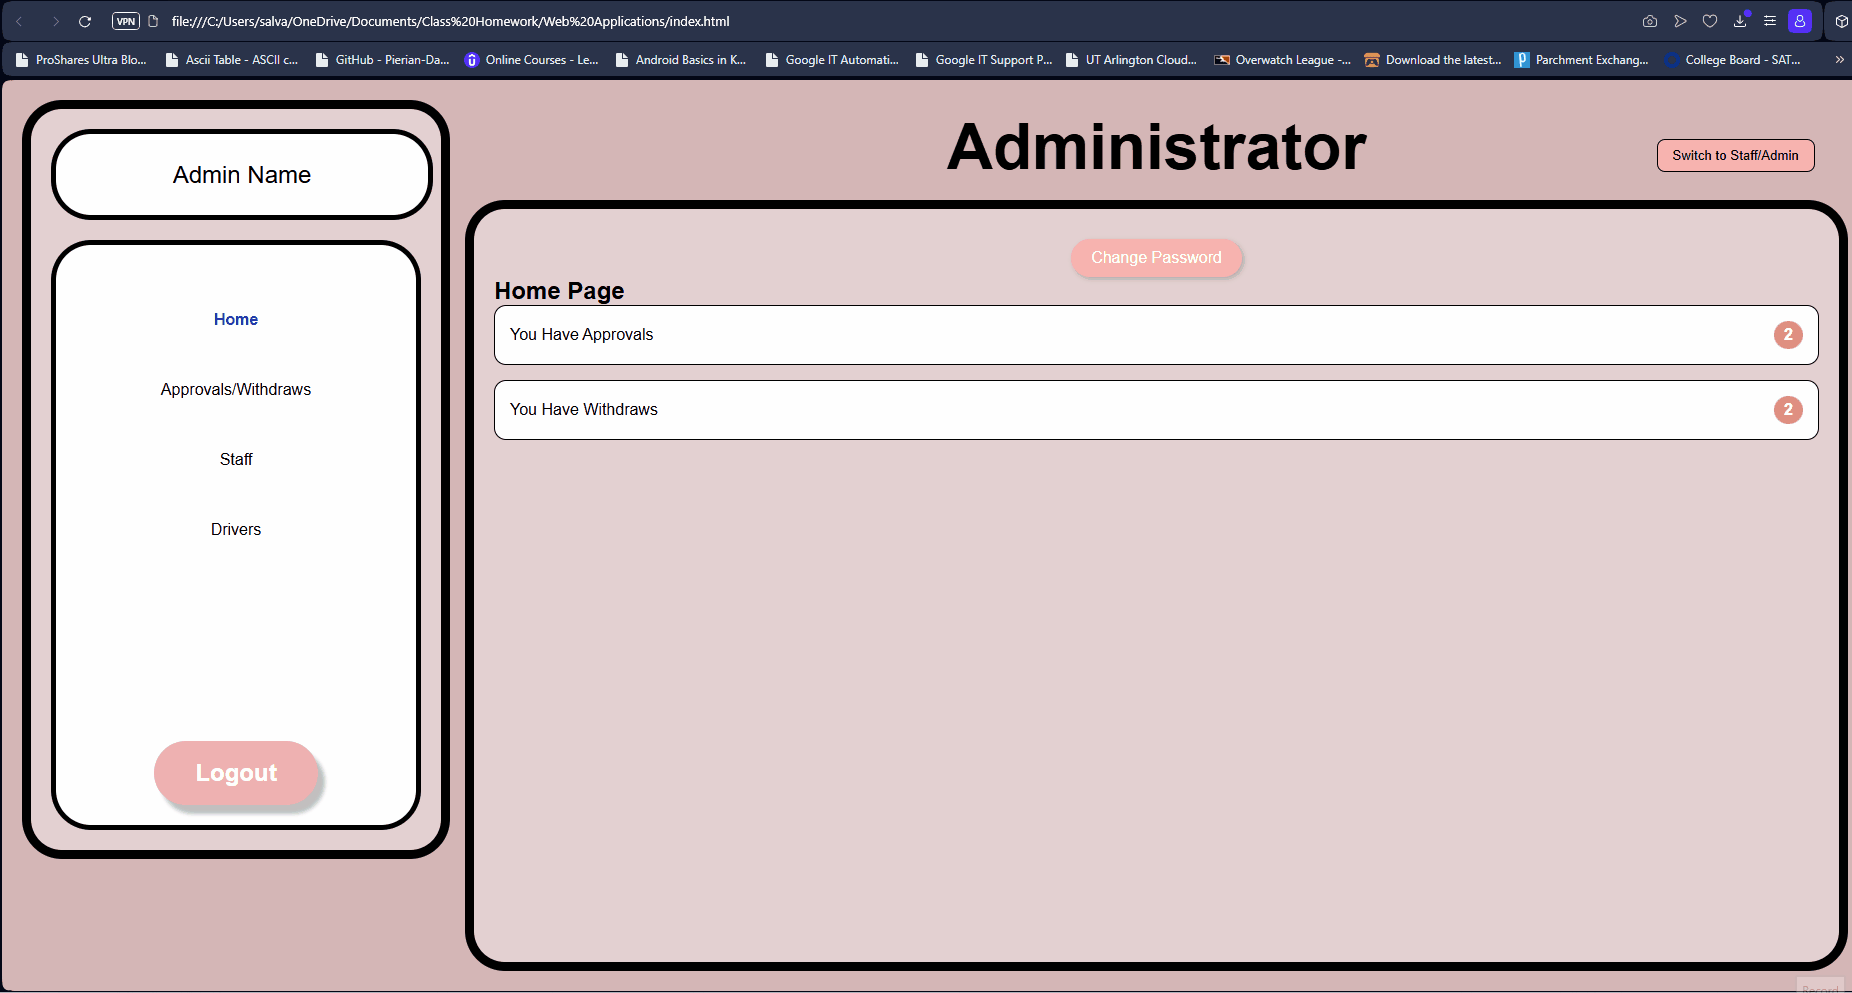 VPN
file:///C:/Users/salva/OneDrive/Documents/Class%20Homework/Web%20Applications/index.html
ProShares Ultra Blo... Ascii Table - ASCII c... GitHub - Pierian-Da... Online Courses - Le... Android Basics in K... Google IT Automati... Google IT Support P... UT Arlington Cloud... Overwatch League -... Download the latest... Parchment Exchang... College Board - SAT... »
Admin Name
Home
Approvals/Withdraws
Staff
Drivers
Logout
Administrator
Switch to Staff/Admin
Change Password
Home Page
You Have Approvals 2
You Have Withdraws 2
Record